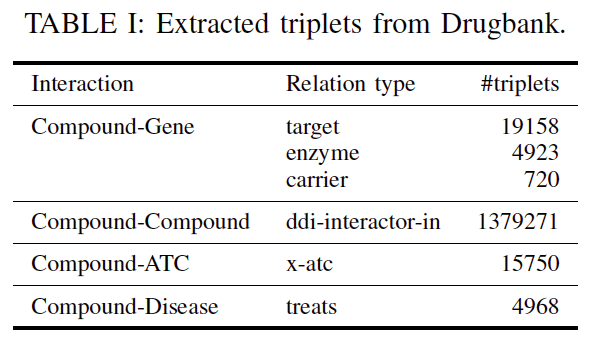 TABLE I: Extracted triplets from Drugbank.
Interaction Relation type #triplets
Compound-Gene target 19158
enzyme 4923
carrier 720
Compound-Compound ddi-interactor-in 1379271
Compound-ATC x-atc 15750
Compound-Disease treats 4968